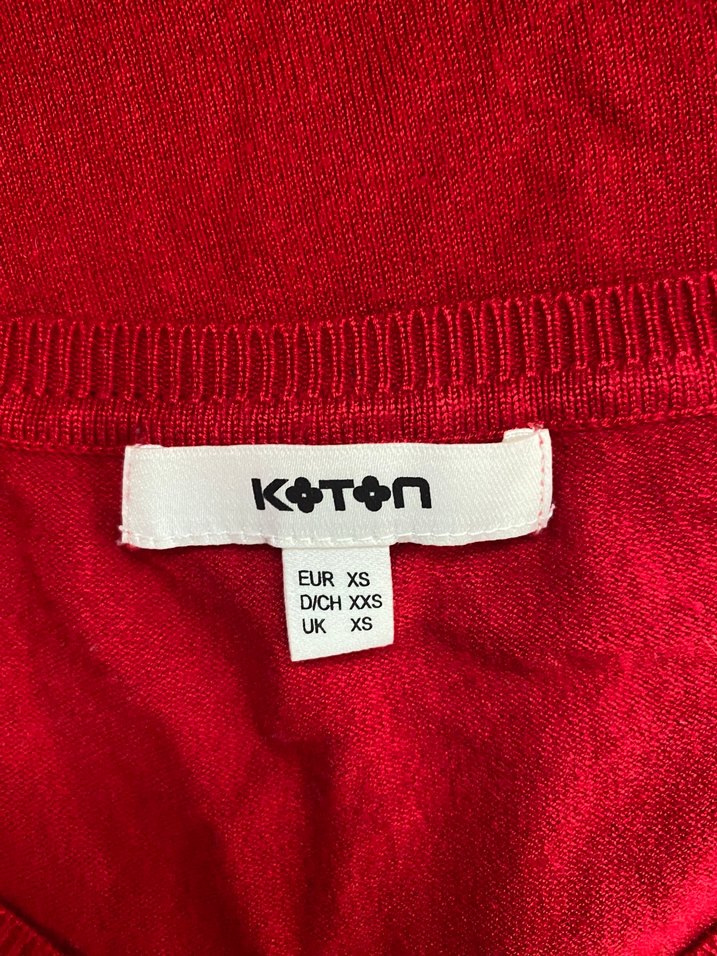 KOTON
EUR XS
D/CH XXS
UK XS